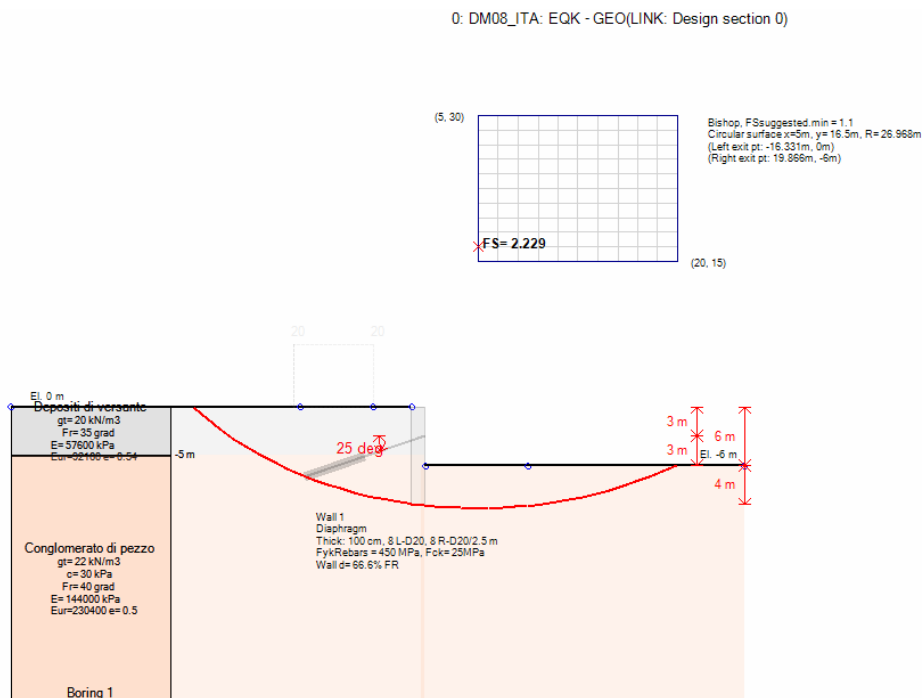 0: DM08_ITA: EQK - GEO(LINK: Design section 0)
(5, 30)
Bishop, FSsuggested.min = 1.1
Circular surface x=5m, y= 16.5m, R= 26.968m
(Left exit pt: -16.331m, 0m)
(Right exit pt: 19.866m, -6m)
FS= 2.229
(20, 15)
20 20
El. 0 m
Depositi di versante
gt= 20 kN/m3
Fr= 35 grad
E= 57600 kPa
-5 m
25 deg
3 m
6 m
3 m
El. -6 m
4 m
Wall 1
Diaphragm
Thick: 100 cm, 8 L-D20, 8 R-D20/2.5 m
FykRebars = 450 MPa, Fck= 25MPa
Wall d= 66.6% FR
Conglomerato di pezzo
gt= 22 kN/m3
c= 30 kPa
Fr= 40 grad
E= 144000 kPa
Eur=230400 e= 0.5
Boring 1